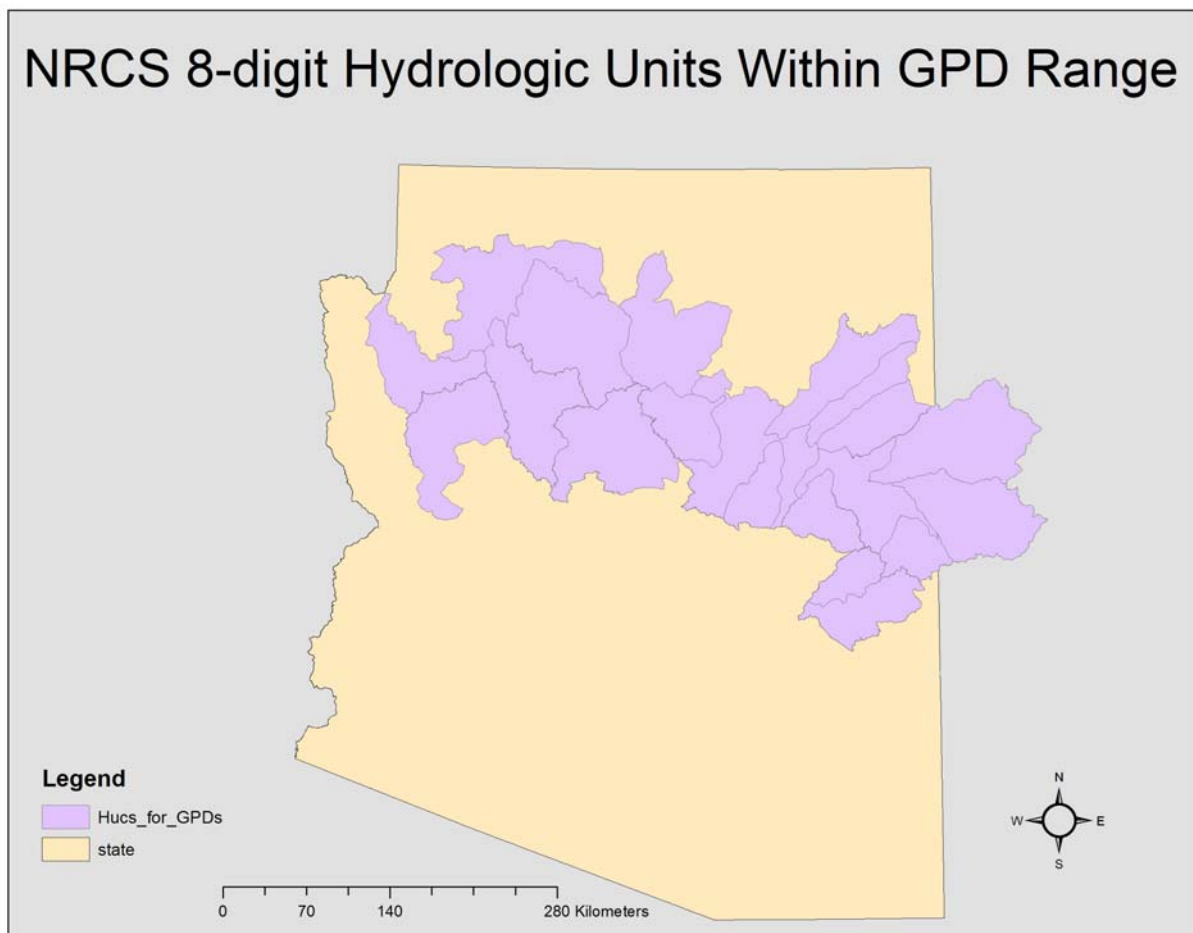 NRCS 8-digit Hydrologic Units Within GPD Range
Legend
Hucs_for_GPDs
state
0 70 140 280 Kilometers
N
W E
S